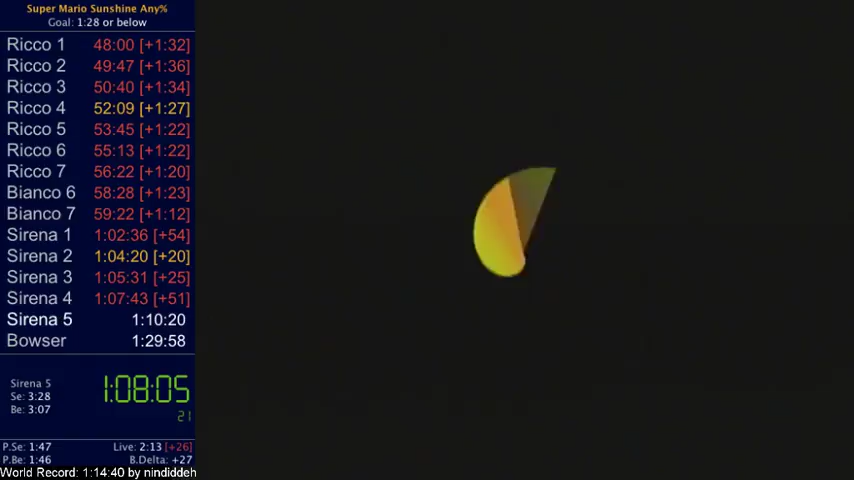 Super Mario Sunshine Any%
Goal: 1:28 or below
Ricco 1 48:00 [+1:32]
Ricco 2 49:47 [+1:36]
Ricco 3 50:40 [+1:34]
Ricco 4 52:09 [+1:27]
Ricco 5 53:45 [+1:22]
Ricco 6 55:13 [+1:22]
Ricco 7 56:22 [+1:20]
Bianco 6 58:28 [+1:23]
Bianco 7 59:22 [+1:12]
Sirena 1 1:02:36 [+54]
Sirena 2 1:04:20 [+20]
Sirena 3 1:05:31 [+25]
Sirena 4 1:07:43 [+51]
Sirena 5 1:10:20
Bowser 1:29:58
Sirena 5
Se: 3:28
Be: 3:07
1:08:05
21
P.Se: 1:47 Live: 2:13 [+26]
P.Be: 1:46 B.Delta: +27
World Record: 1:14:40 by nindiddeh